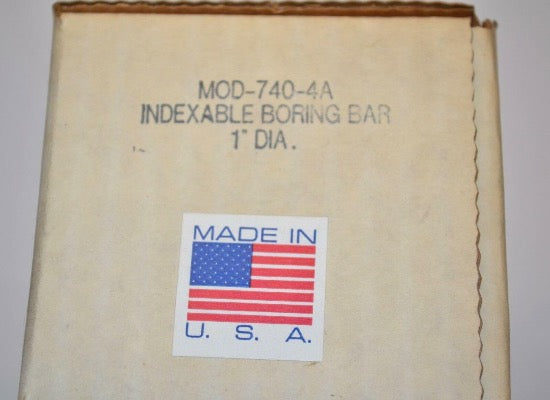 MOD-740-4A
INDEXABLE BORING BAR
1" DIA.
MADE IN
U. S. A.